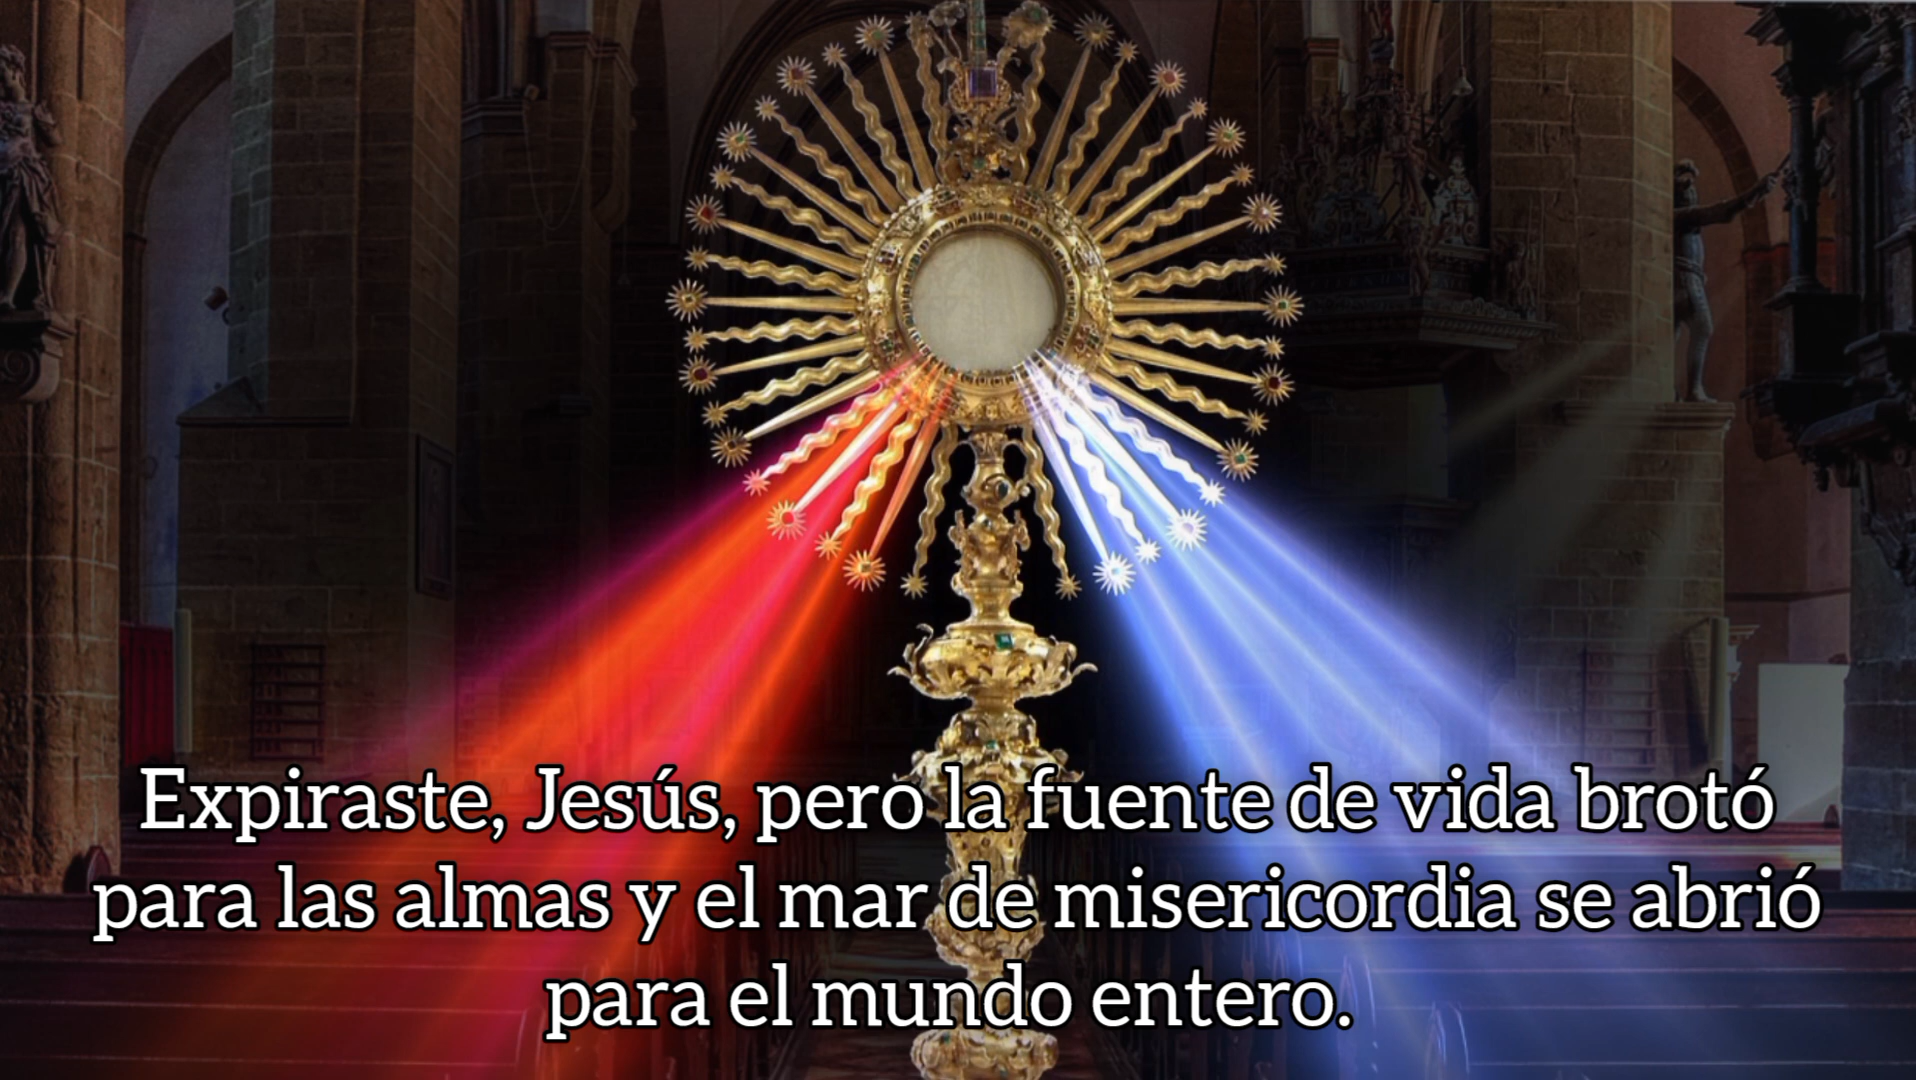 Expiraste, Jesús, pero la fuente de vida brotó
para las almas y el mar de misericordia se abrió
para el mundo entero.